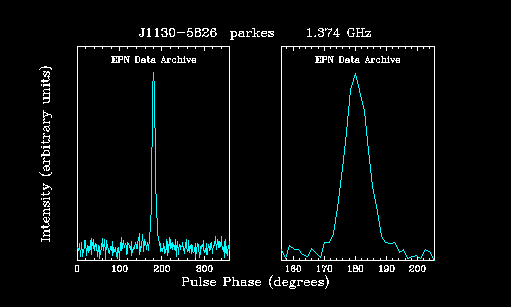 J1130-5826 parkes 1.374 GHz
EPN Data Archive
EPN Data Archive
Intensity (arbitrary units)
0 100 200 300
160 170 180 190 200
Pulse Phase (degrees)